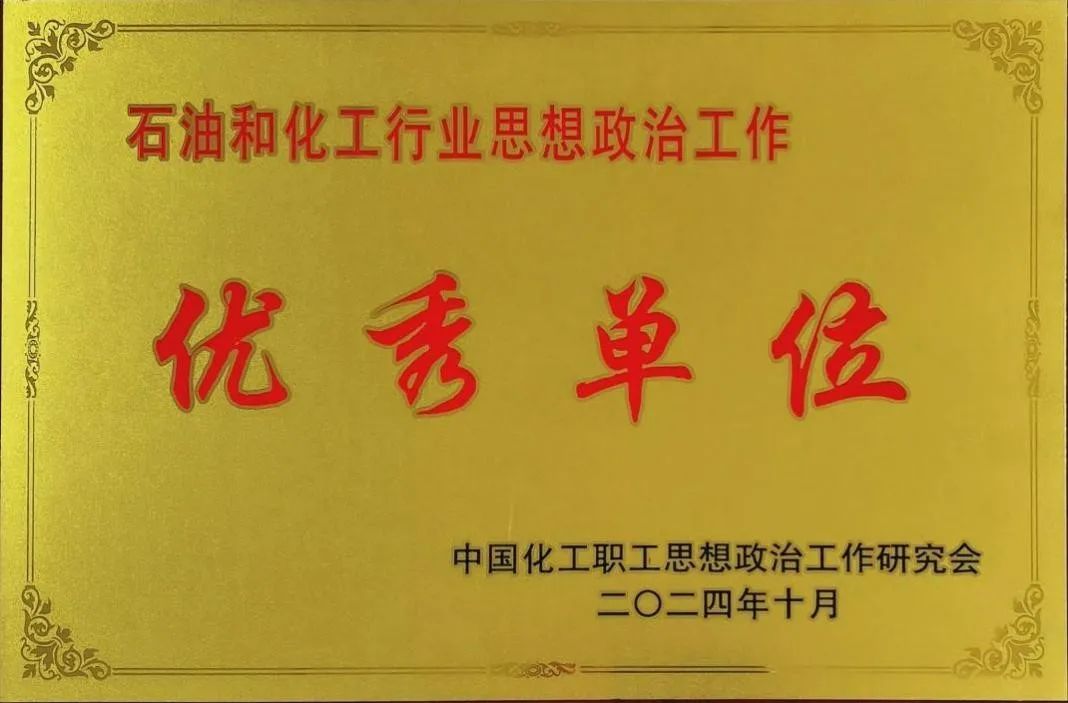 石油和化工行业思想政治工作
优秀单位
中国化工职工思想政治工作研究会
二〇二四年十月